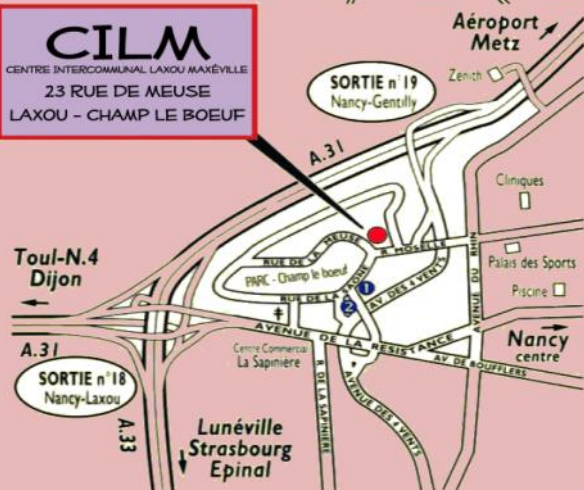 CILM
CENTRE INTERCOMMUNAL LAXOU MAXÉVILLE
23 RUE DE MEUSE
LAXOU - CHAMP LE BOEUF
Aéroport
Metz
Zenith
SORTIE n°19
Nancy-Gentilly
A.31
Cliniques
RUE DE LA MEUSE
R. MOSELLE
Palais des Sports
Toul-N.4
Dijon
PARC - Champ le boeuf
AVENUE DU RHIN
Piscine
RUE DE LA SAONE
1
2
AV. DES 4 VENTS
AVENUE DE LA RESISTANCE
Nancy
centre
A.31
Centre Commercial
La Sapinière
AV. DE BOUFFLERS
SORTIE n°18
Nancy-Laxou
R. DE LA SAPINIERE
AVENUE DES 4 VENTS
A.33
Lunéville
Strasbourg
Epinal